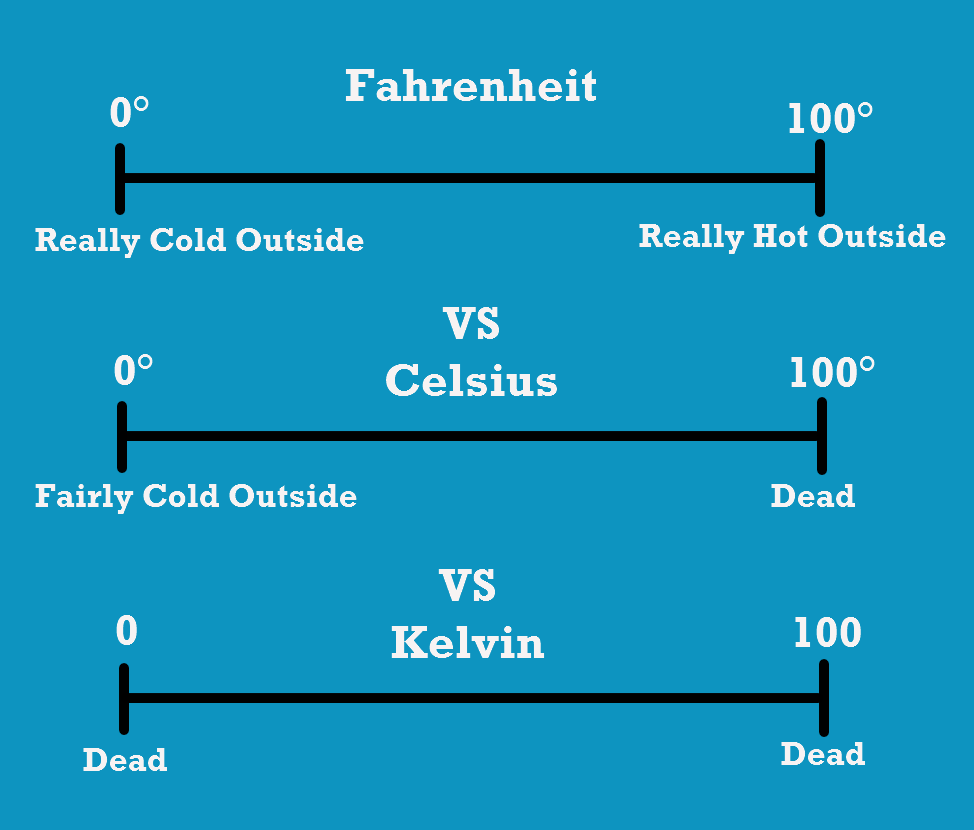 Fahrenheit
0° 100°
Really Cold Outside Really Hot Outside
VS
Celsius
0° 100°
Fairly Cold Outside Dead
VS
Kelvin
0 100
Dead Dead